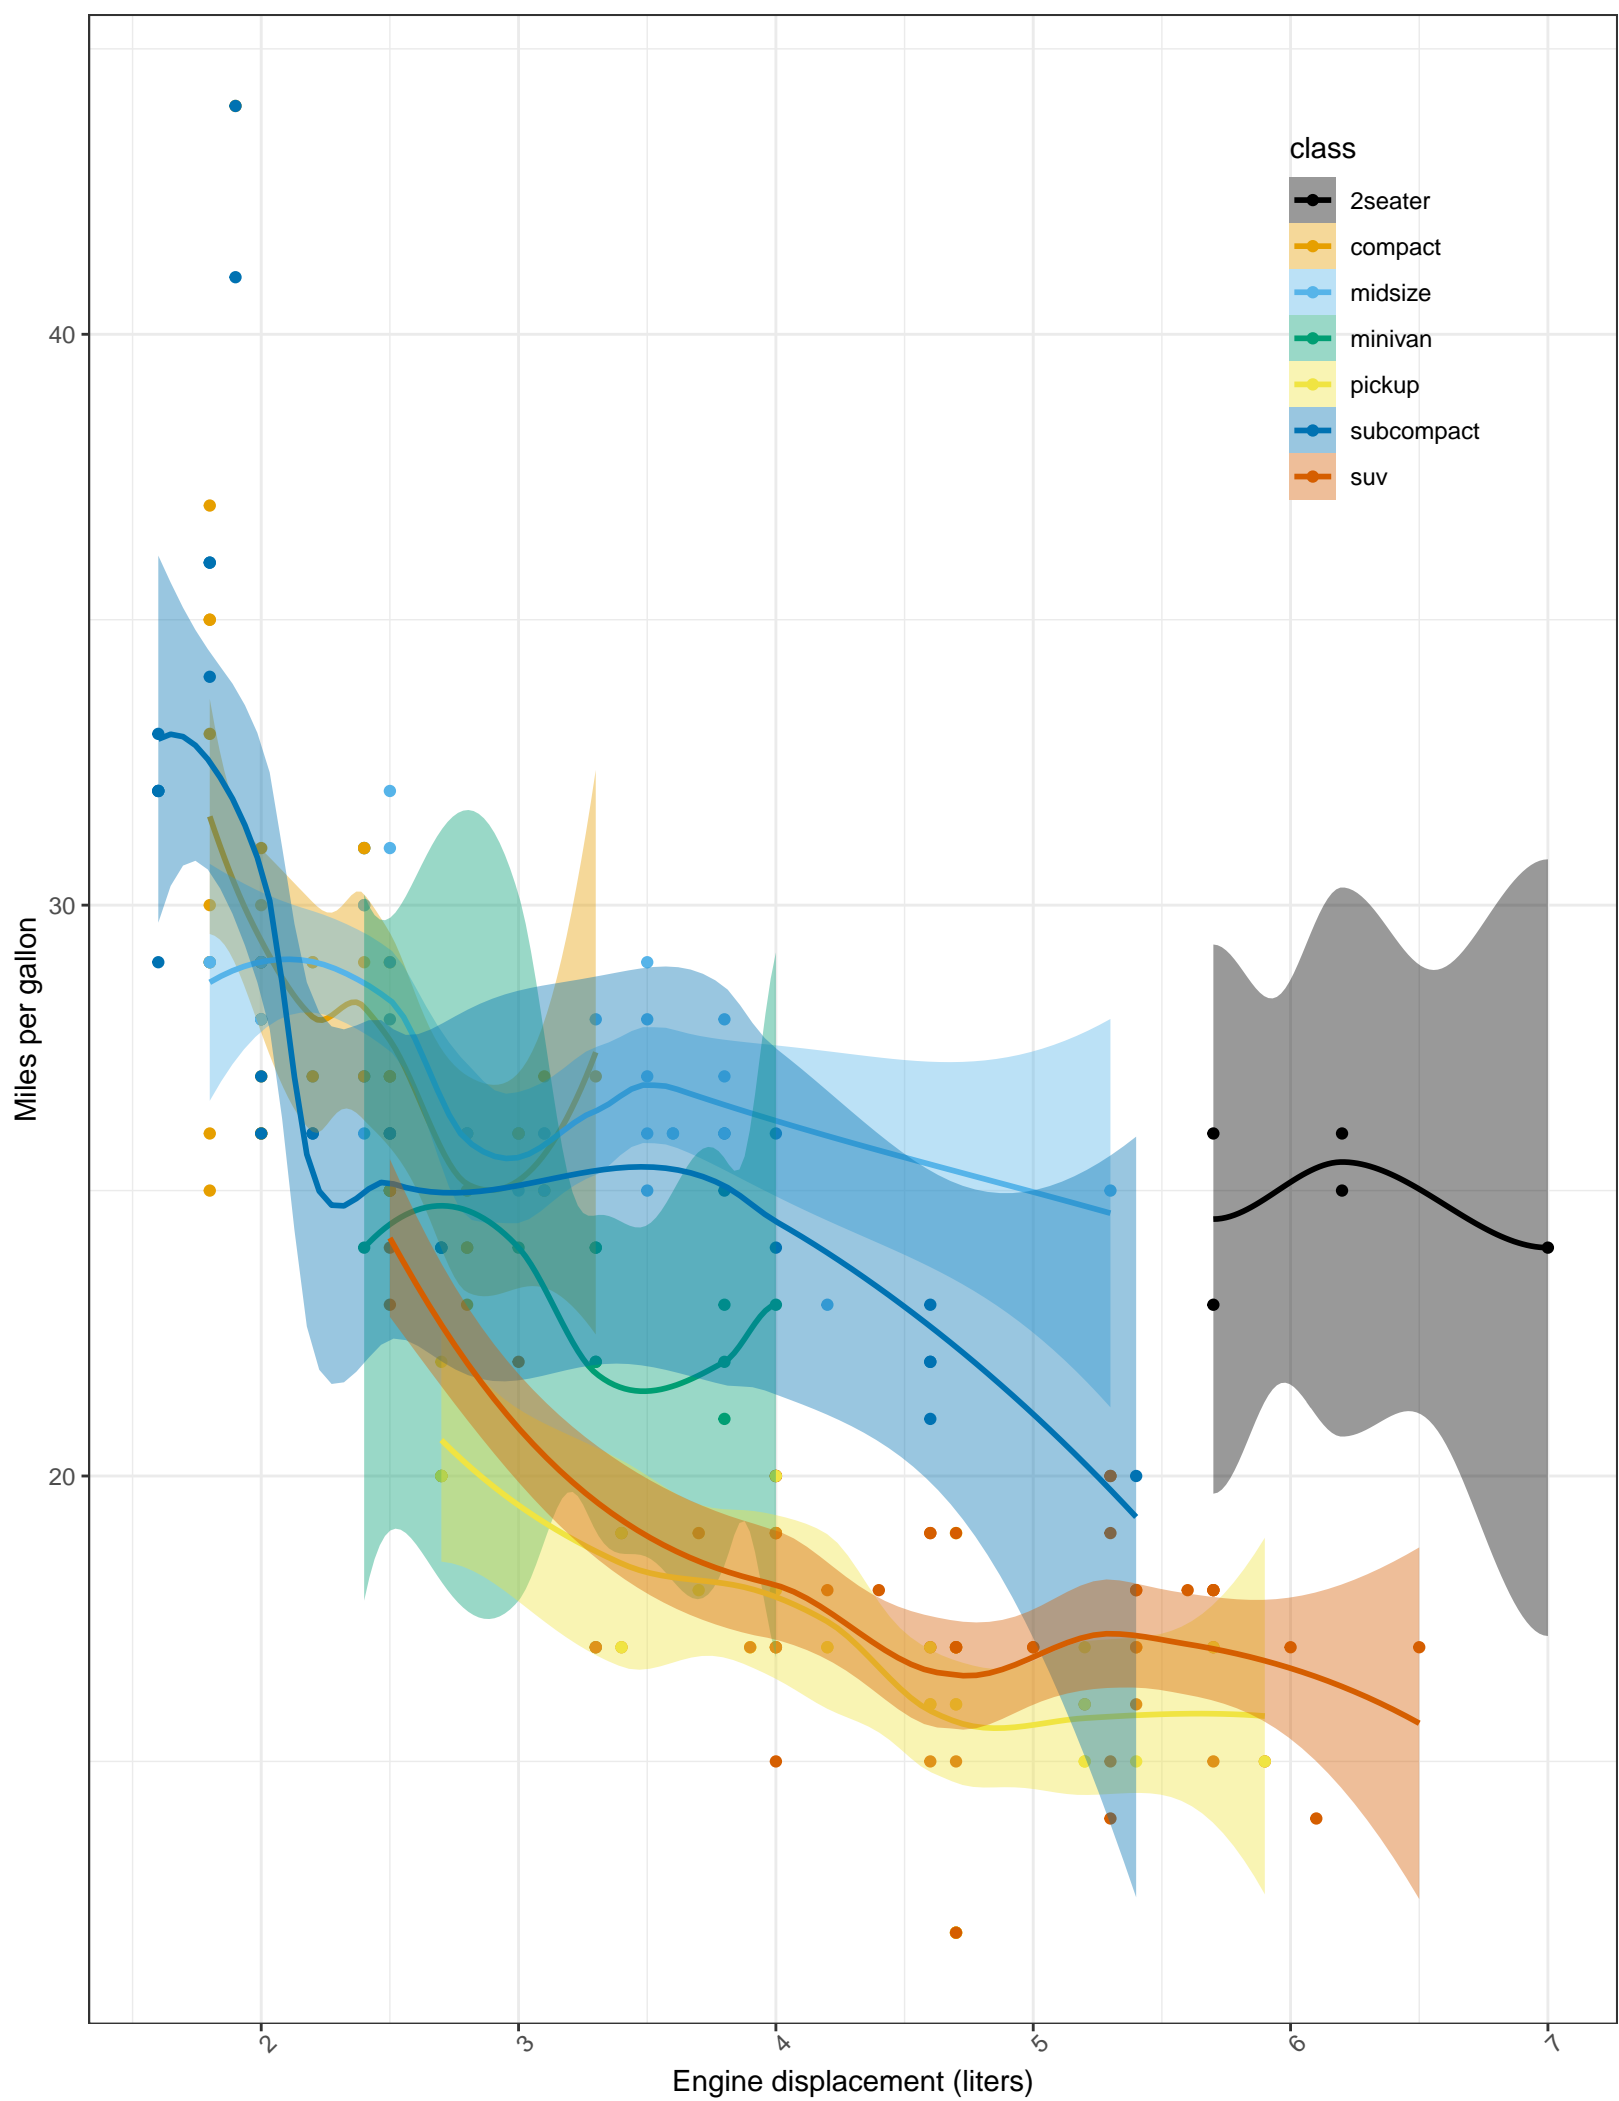 class
2seater
compact
midsize
minivan
pickup
subcompact
suv
Miles per gallon
40
30
20
2
3
4
5
6
7
Engine displacement (liters)